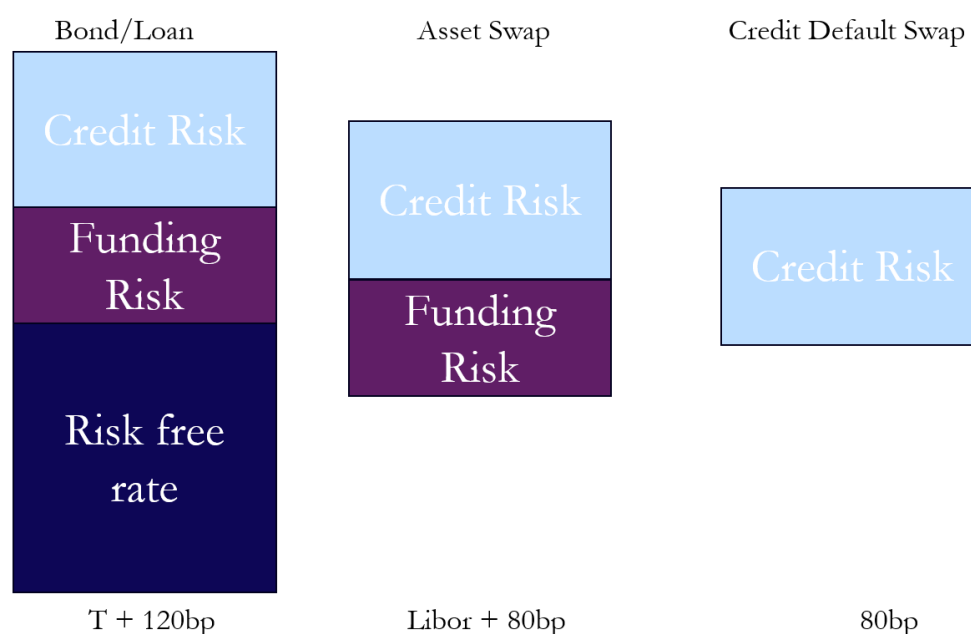 Bond/Loan
Asset Swap
Credit Default Swap
Credit Risk
Funding
Risk
Risk free
rate
Credit Risk
Funding
Risk
Credit Risk
T + 120bp
Libor + 80bp
80bp